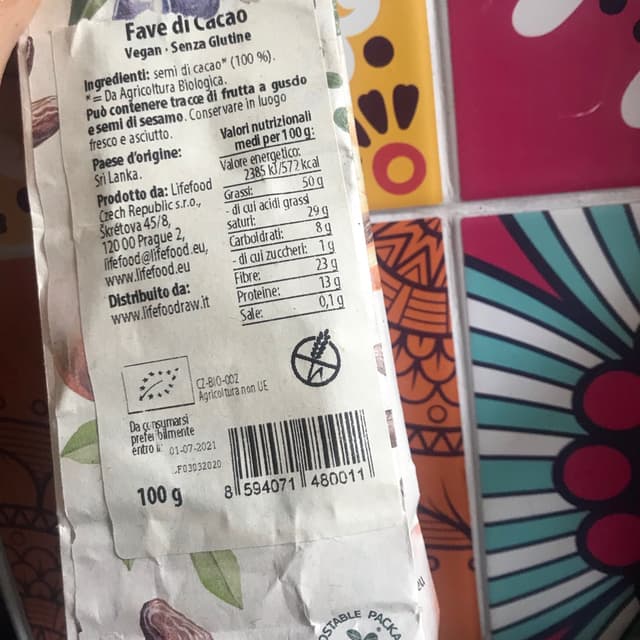 Fave di Cacao
Vegan - Senza Glutine
Ingredienti: semi di cacao* (100 %).
*= Da Agricoltura Biologica.
Può contenere tracce di frutta a guscio
e semi di sesamo. Conservare in luogo
fresco e asciutto.
Paese d'origine:
Sri Lanka.
Prodotto da: Lifefood
Czech Republic s.r.o.,
Škrétova 45/8,
120 00 Prague 2,
lifefood@lifefood.eu,
www.lifefood.eu
Distribuito da:
www.lifefoodraw.it
Valori nutrizionali
medi per 100 g:
Valore energetico:
2385 kJ/572 kcal
Grassi: 50 g
- di cui acidi grassi
saturi: 29 g
Carboidrati: 8 g
- di cui zuccheri: 1 g
Fibre: 23 g
Proteine: 13 g
Sale: 0,1 g
CZ-BIO-002
Agricoltura non UE
Da consumarsi
preferibilmente
entro il: 01-07-2021
F03032020
100 g
8 594071 480011